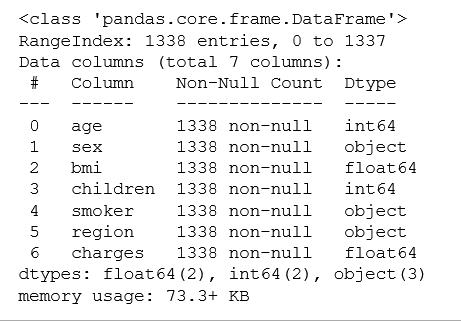 <class 'pandas.core.frame.DataFrame'>
RangeIndex: 1338 entries, 0 to 1337
Data columns (total 7 columns):
 #   Column    Non-Null Count  Dtype
---  ------    --------------  -----
 0   age       1338 non-null   int64
 1   sex       1338 non-null   object
 2   bmi       1338 non-null   float64
 3   children  1338 non-null   int64
 4   smoker    1338 non-null   object
 5   region    1338 non-null   object
 6   charges   1338 non-null   float64
dtypes: float64(2), int64(2), object(3)
memory usage: 73.3+ KB